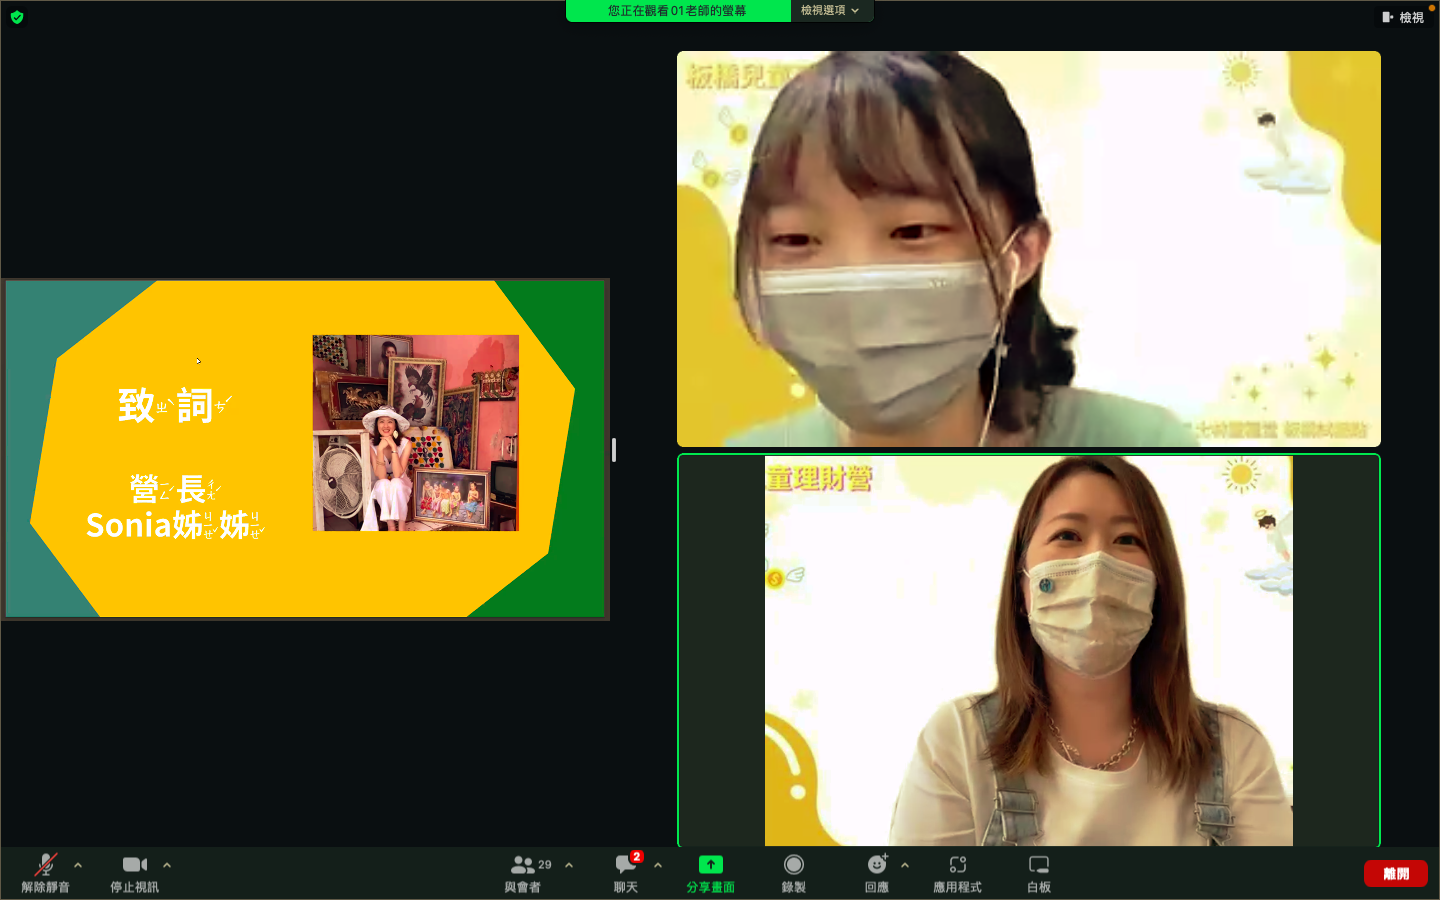 您正在觀看01老師的螢幕
檢視選項
檢視
致ㄓˋ詞ㄘˊ
營ㄧㄥˊ長ㄓㄤˇ
Sonia姊ㄐㄧㄝˇ姊ㄐㄧㄝˇ
板橋兒童
童理財營
解除靜音
停止視訊
29
與會者
2
聊天
分享畫面
錄製
回應
應用程式
白板
離開